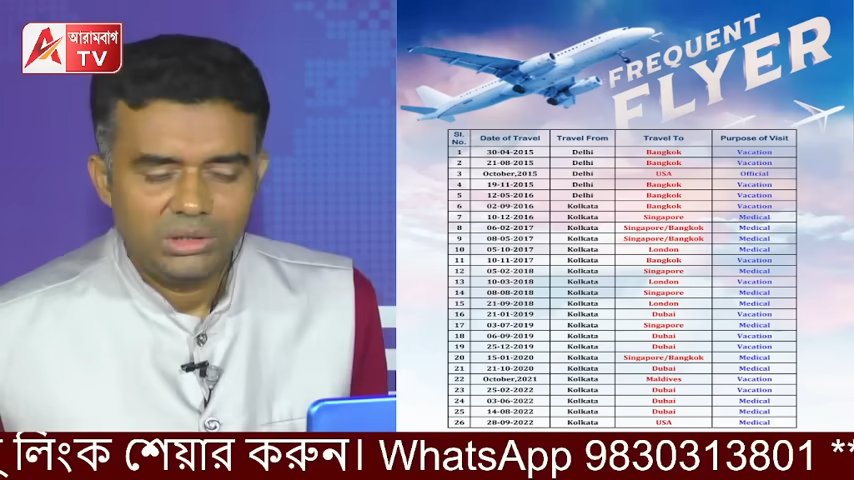 আরামবাগ
TV
FREQUENT
FLYER
Sl. No. Date of Travel Travel From Travel To Purpose of Visit
1 30-04-2015 Delhi Bangkok Vacation
2 21-08-2015 Delhi Bangkok Vacation
3 October,2015 Delhi USA Official
4 19-11-2015 Delhi Bangkok Vacation
5 12-05-2016 Delhi Bangkok Vacation
6 02-09-2016 Kolkata Bangkok Vacation
7 10-12-2016 Kolkata Singapore Medical
8 06-02-2017 Kolkata Singapore/Bangkok Medical
9 08-05-2017 Kolkata Singapore/Bangkok Medical
10 05-10-2017 Kolkata London Medical
11 10-11-2017 Kolkata Bangkok Vacation
12 05-02-2018 Kolkata Singapore Medical
13 10-03-2018 Kolkata London Vacation
14 08-08-2018 Kolkata Singapore Medical
15 21-09-2018 Kolkata London Medical
16 21-01-2019 Kolkata Dubai Vacation
17 03-07-2019 Kolkata Singapore Medical
18 06-09-2019 Kolkata Dubai Vacation
19 25-12-2019 Kolkata Dubai Vacation
20 15-01-2020 Kolkata Singapore/Bangkok Medical
21 21-10-2020 Kolkata Dubai Medical
22 October,2021 Kolkata Maldives Vacation
23 25-02-2022 Kolkata Dubai Vacation
24 03-06-2022 Kolkata Dubai Medical
25 14-08-2022 Kolkata Dubai Medical
26 28-09-2022 Kolkata USA Medical
লিংক শেয়ার করুন। WhatsApp 9830313801 **